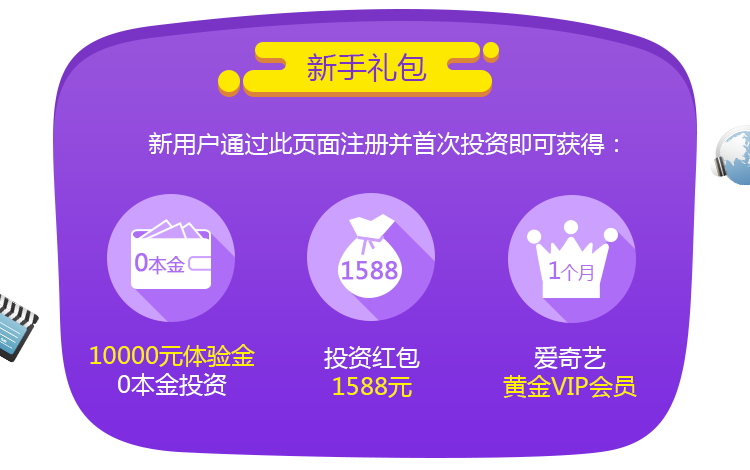 新手礼包
新用户通过此页面注册并首次投资即可获得：
0本金
1588
1个月
10000元体验金
0本金投资
投资红包
1588元
爱奇艺
黄金VIP会员